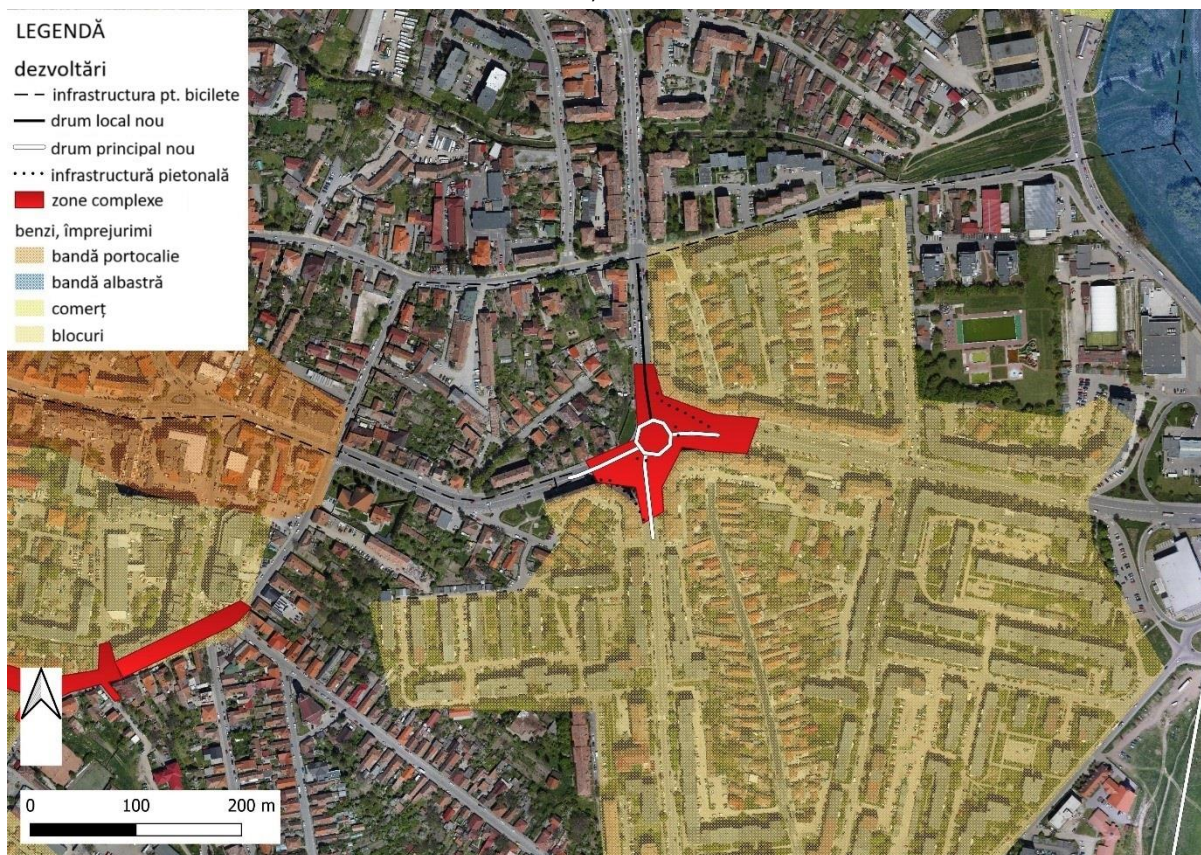 LEGENDĂ
dezvoltări
infrastructura pt. bicilete
drum local nou
drum principal nou
infrastructură pietonală
zone complexe
benzi, împrejurimi
bandă portocalie
bandă albastră
comerț
blocuri
0 100 200 m